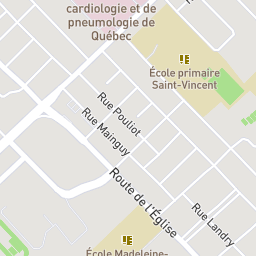 cardiologie et de
pneumologie de
Québec
École primaire
Saint-Vincent
Rue Pouliot
Rue Mainguy
Route de l'Église
Rue Landry
École Madeleine-